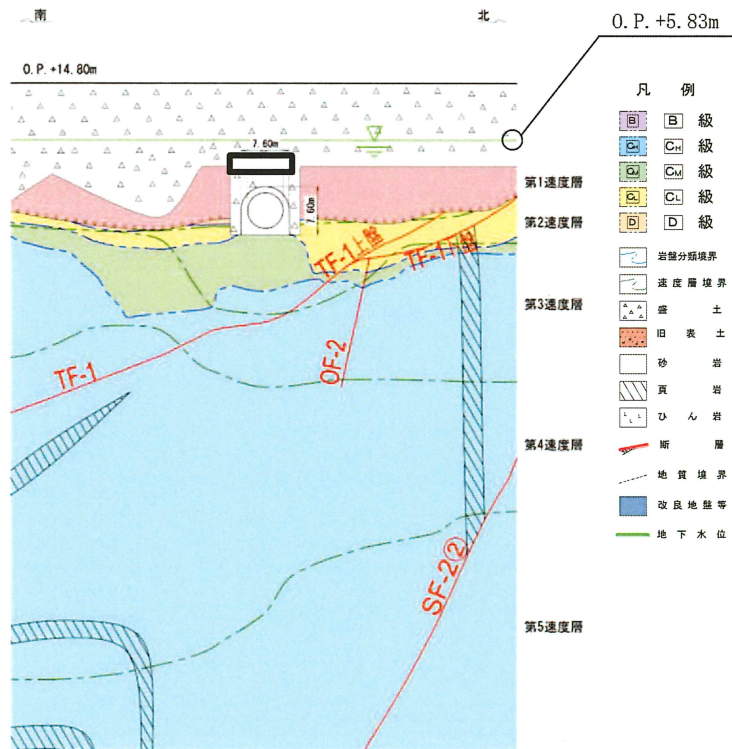 南
北
O.P.+5.83m
O.P.+14.80m
7.60m
7.60m
凡 例
B B 級
CH CH 級
CM CM 級
CL CL 級
D D 級
岩盤分類境界
速度層境界
盛 土
旧 表 土
砂 岩
頁 岩
ひ ん 岩
断 層
地 質 境 界
改 良 地 盤 等
地 下 水 位
第1速度層
第2速度層
第3速度層
第4速度層
第5速度層
TF-1上盤
TF-1
OF-2
TF-1
SF-2②